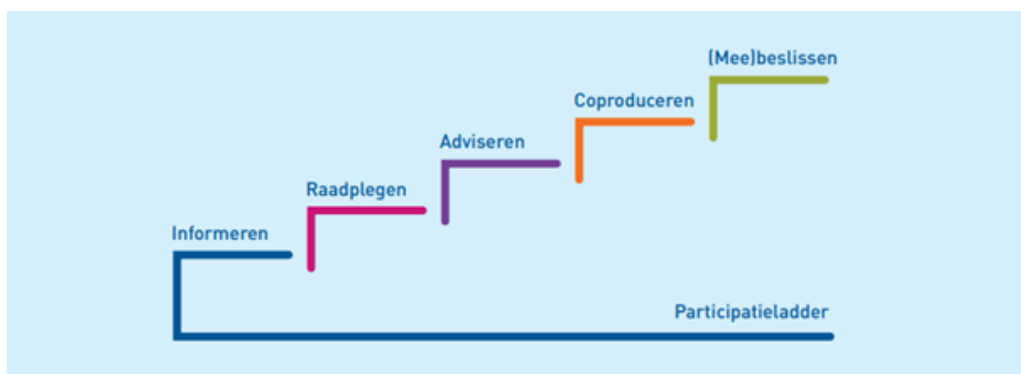 (Mee)beslissen
Coproduceren
Adviseren
Raadplegen
Informeren
Participatieladder